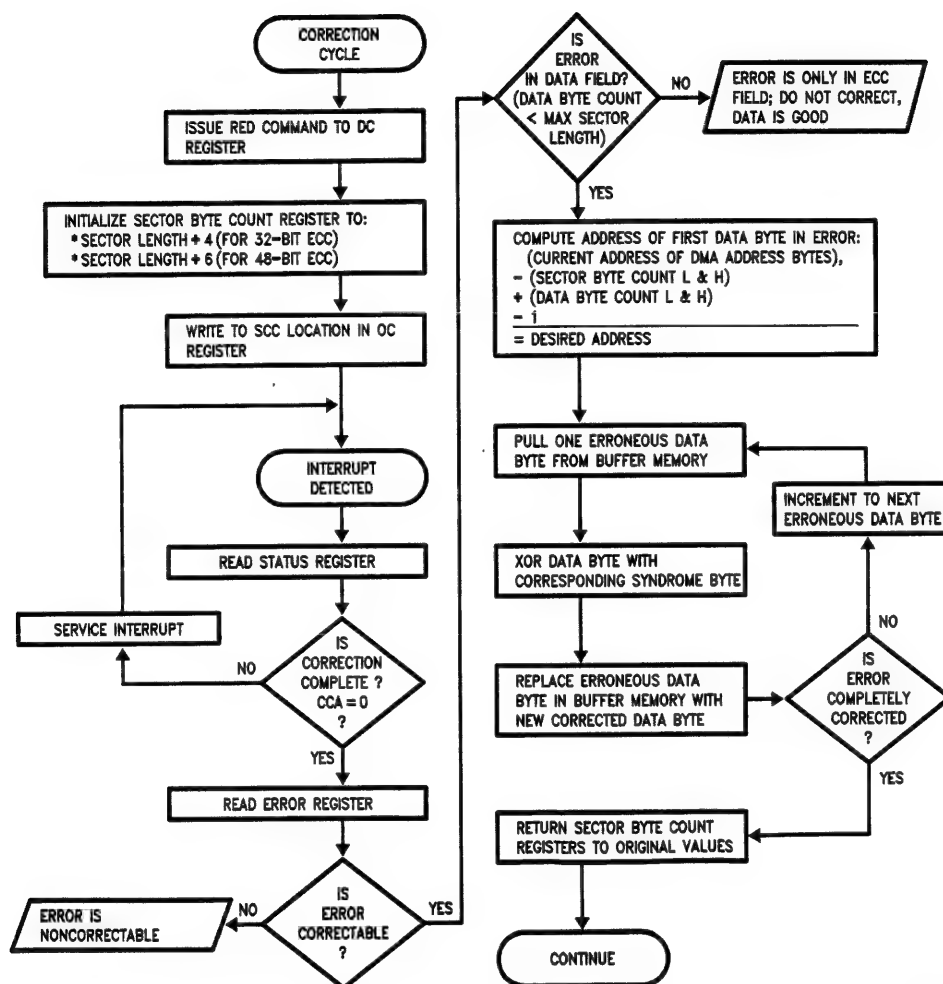 CORRECTION
CYCLE
ISSUE RED COMMAND TO DC
REGISTER
INITIALIZE SECTOR BYTE COUNT REGISTER TO:
* SECTOR LENGTH + 4 (FOR 32-BIT ECC)
* SECTOR LENGTH + 6 (FOR 48-BIT ECC)
WRITE TO SCC LOCATION IN OC
REGISTER
INTERRUPT
DETECTED
READ STATUS REGISTER
SERVICE INTERRUPT
NO
IS
CORRECTION
COMPLETE ?
CCA = 0
?
YES
READ ERROR REGISTER
ERROR IS
NONCORRECTABLE
NO
IS
ERROR
CORRECTABLE
?
YES
IS
ERROR
IN DATA FIELD?
(DATA BYTE COUNT
< MAX SECTOR
LENGTH)
NO
ERROR IS ONLY IN ECC
FIELD; DO NOT CORRECT,
DATA IS GOOD
YES
COMPUTE ADDRESS OF FIRST DATA BYTE IN ERROR:
(CURRENT ADDRESS OF DMA ADDRESS BYTES),
- (SECTOR BYTE COUNT L & H)
+ (DATA BYTE COUNT L & H)
- i
= DESIRED ADDRESS
PULL ONE ERRONEOUS DATA
BYTE FROM BUFFER MEMORY
INCREMENT TO NEXT
ERRONEOUS DATA BYTE
XOR DATA BYTE WITH
CORRESPONDING SYNDROME BYTE
NO
REPLACE ERRONEOUS DATA
BYTE IN BUFFER MEMORY WITH
NEW CORRECTED DATA BYTE
IS
ERROR
COMPLETELY
CORRECTED
?
YES
RETURN SECTOR BYTE COUNT
REGISTERS TO ORIGINAL VALUES
CONTINUE